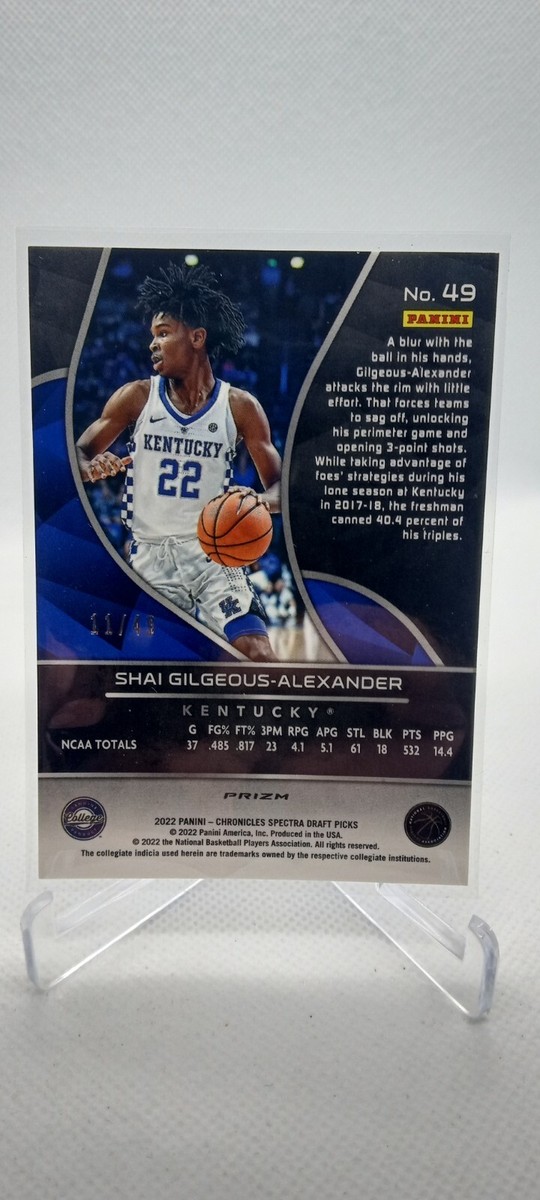 No. 49
PANINI
A blur with the
ball in his hands,
Gilgeous-Alexander
attacks the rim with little
effort. That forces teams
to sag off, unlocking
his perimeter game and
opening 3-point shots.
While taking advantage of
foes' strategies during his
lone season at Kentucky
in 2017-18, the freshman
canned 40.4 percent of
his triples.
KENTUCKY
22
UK
SHAI GILGEOUS-ALEXANDER
KENTUCKY®
G FG% FT% 3PM RPG APG STL BLK PTS PPG
NCAA TOTALS 37 .485 .817 23 4.1 5.1 61 18 532 14.4
PRIZM
College
2022 PANINI – CHRONICLES SPECTRA DRAFT PICKS
© 2022 Panini America, Inc. Produced in the USA.
© 2022 the National Basketball Players Association. All rights reserved.
The collegiate indicia used herein are trademarks owned by the respective collegiate institutions.